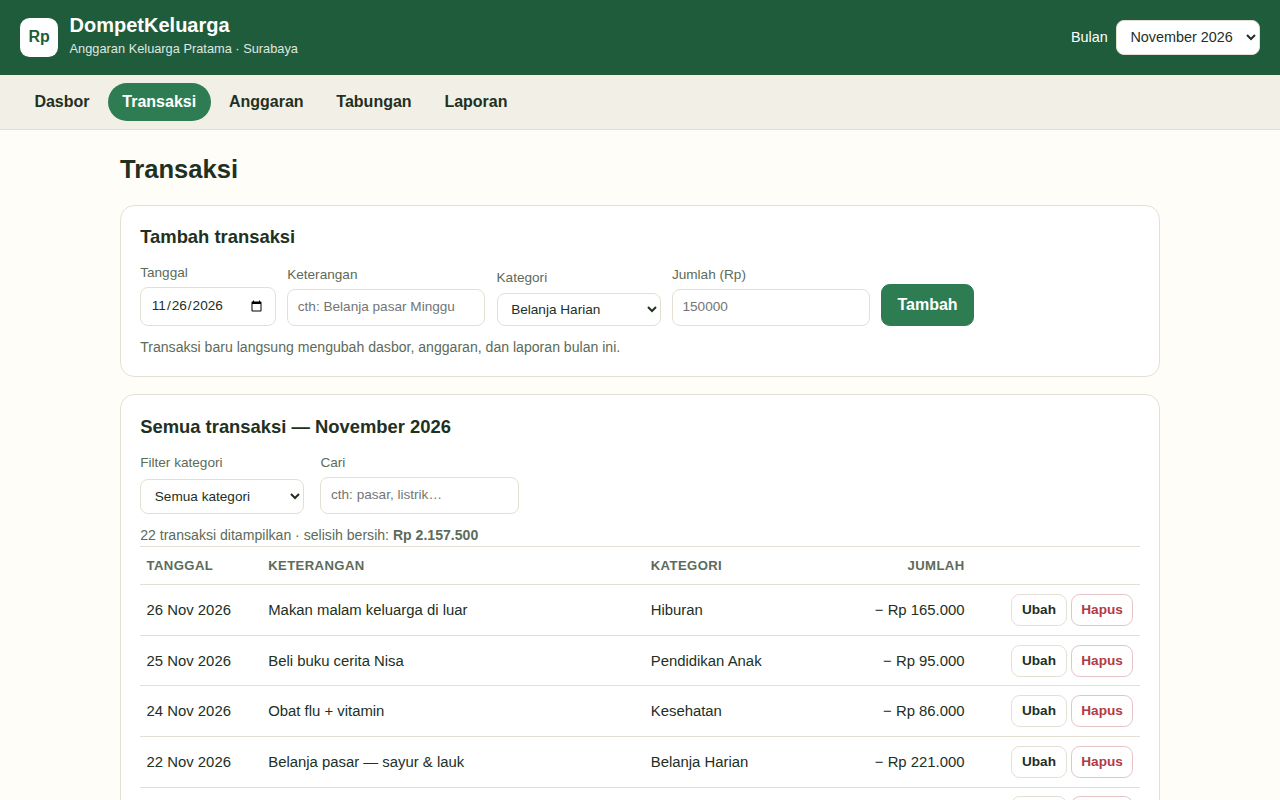 Rp
DompetKeluarga
Anggaran Keluarga Pratama · Surabaya
Bulan
November 2026
Dasbor
Transaksi
Anggaran
Tabungan
Laporan
Transaksi
Tambah transaksi
Tanggal
Keterangan
Kategori
Jumlah (Rp)
11/26/2026
cth: Belanja pasar Minggu
Belanja Harian
150000
Tambah
Transaksi baru langsung mengubah dasbor, anggaran, dan laporan bulan ini.
Semua transaksi — November 2026
Filter kategori
Cari
Semua kategori
cth: pasar, listrik…
22 transaksi ditampilkan · selisih bersih: Rp 2.157.500
TANGGAL KETERANGAN KATEGORI JUMLAH
26 Nov 2026 Makan malam keluarga di luar Hiburan − Rp 165.000 Ubah Hapus
25 Nov 2026 Beli buku cerita Nisa Pendidikan Anak − Rp 95.000 Ubah Hapus
24 Nov 2026 Obat flu + vitamin Kesehatan − Rp 86.000 Ubah Hapus
22 Nov 2026 Belanja pasar — sayur & lauk Belanja Harian − Rp 221.000 Ubah Hapus